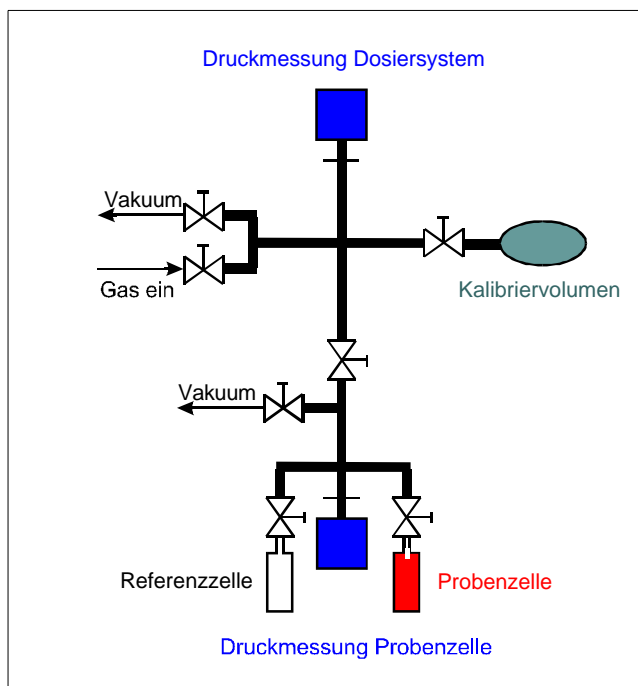 Druckmessung Dosiersystem
Vakuum
Gas ein
Kalibriervolumen
Vakuum
Referenzzelle
Probenzelle
Druckmessung Probenzelle